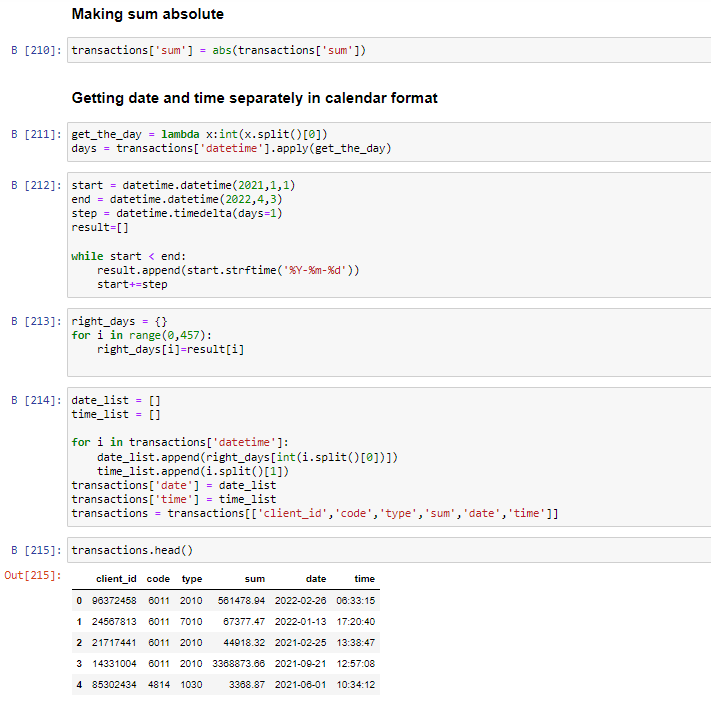 Making sum absolute
В [210]: transactions['sum'] = abs(transactions['sum'])
Getting date and time separately in calendar format
В [211]: get_the_day = lambda x:int(x.split()[0])
days = transactions['datetime'].apply(get_the_day)
В [212]: start = datetime.datetime(2021,1,1)
end = datetime.datetime(2022,4,3)
step = datetime.timedelta(days=1)
result=[]
while start < end:
    result.append(start.strftime('%Y-%m-%d'))
    start+=step
В [213]: right_days = {}
for i in range(0,457):
    right_days[i]=result[i]
В [214]: date_list = []
time_list = []
for i in transactions['datetime']:
    date_list.append(right_days[int(i.split()[0])])
    time_list.append(i.split()[1])
transactions['date'] = date_list
transactions['time'] = time_list
transactions = transactions[['client_id','code','type','sum','date','time']]
В [215]: transactions.head()
Out[215]:
client_id code type sum date time
0 96372458 6011 2010 561478.94 2022-02-26 06:33:15
1 24567813 6011 7010 67377.47 2022-01-13 17:20:40
2 21717441 6011 2010 44918.32 2021-02-25 13:38:47
3 14331004 6011 2010 3368873.66 2021-09-21 12:57:08
4 85302434 4814 1030 3368.87 2021-06-01 10:34:12